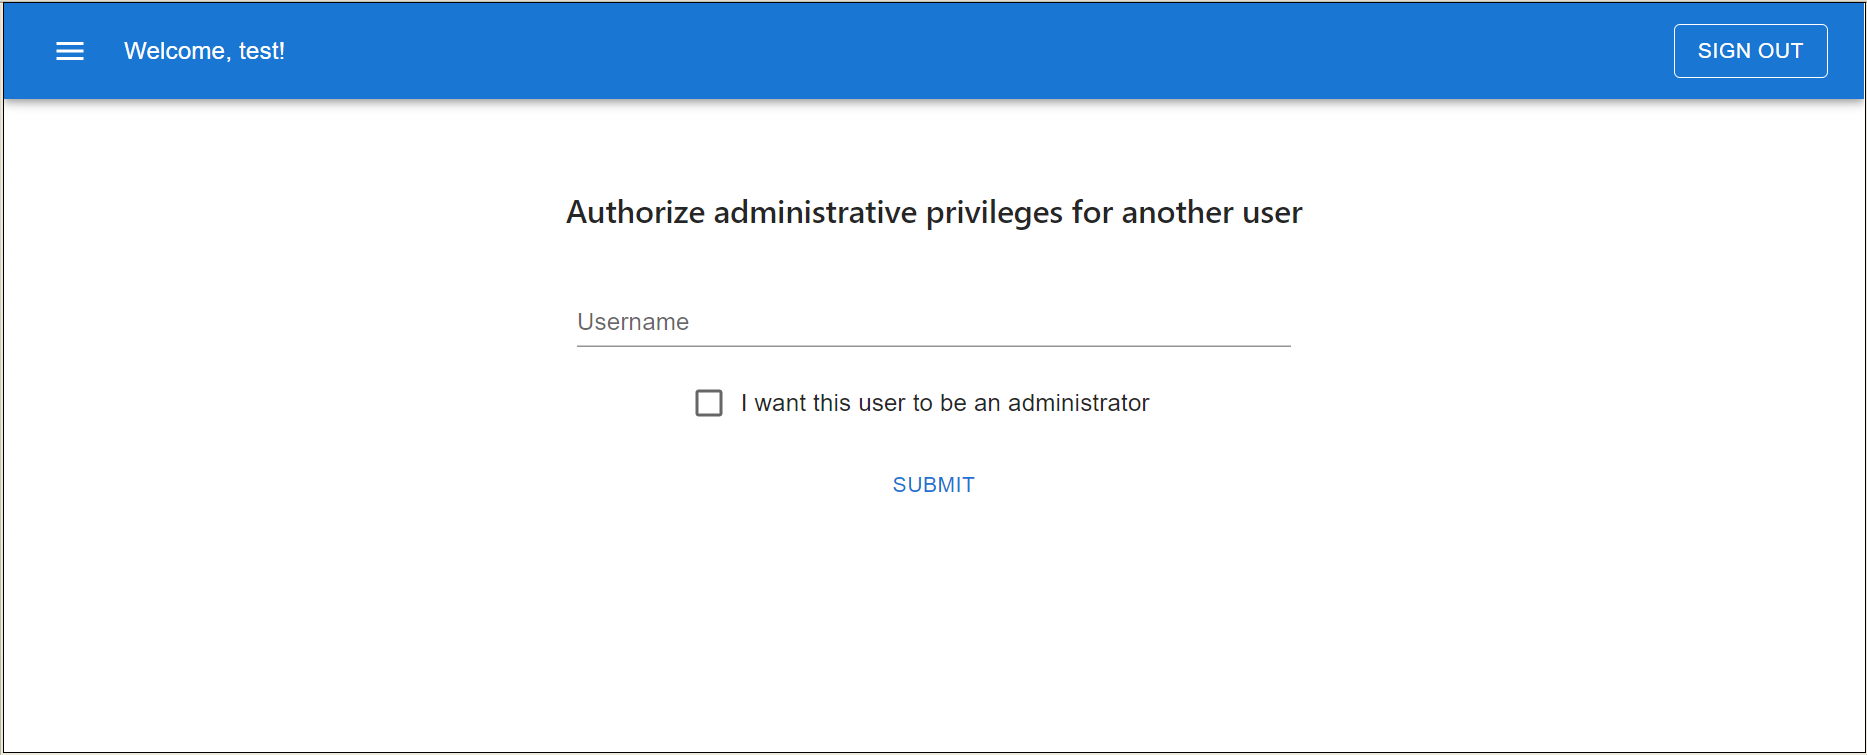 Welcome, test!
SIGN OUT
Authorize administrative privileges for another user
Username
I want this user to be an administrator
SUBMIT